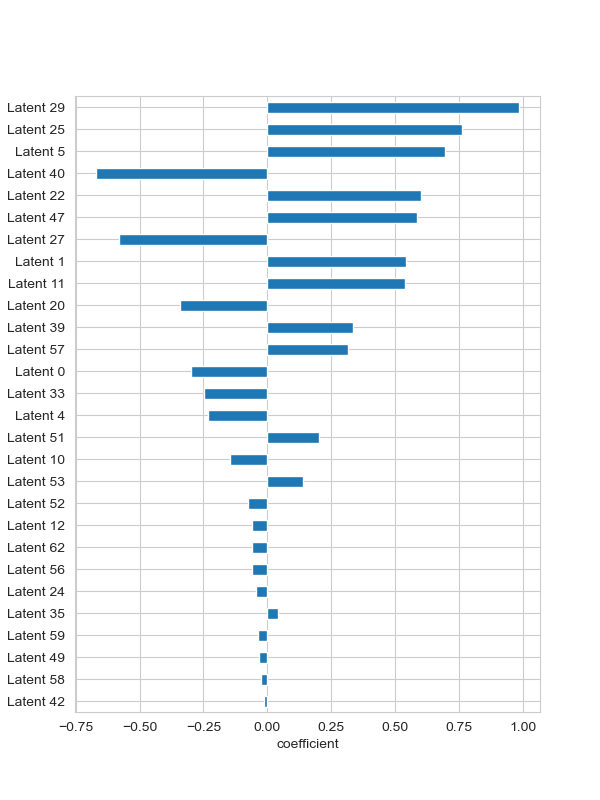 Latent 29
Latent 25
Latent 5
Latent 40
Latent 22
Latent 47
Latent 27
Latent 1
Latent 11
Latent 20
Latent 39
Latent 57
Latent 0
Latent 33
Latent 4
Latent 51
Latent 10
Latent 53
Latent 52
Latent 12
Latent 62
Latent 56
Latent 24
Latent 35
Latent 59
Latent 49
Latent 58
Latent 42
−0.75 −0.50 −0.25 0.00 0.25 0.50 0.75 1.00
coefficient